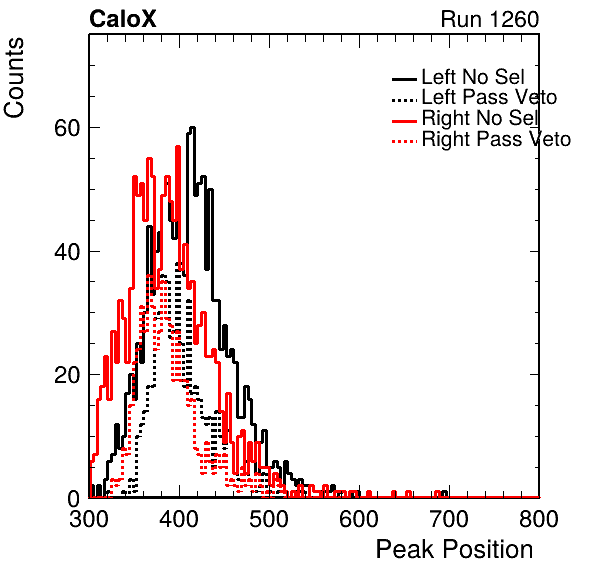 CaloX Run 1260
Counts
Left No Sel
Left Pass Veto
Right No Sel
Right Pass Veto
60
40
20
0
300 400 500 600 700 800
Peak Position